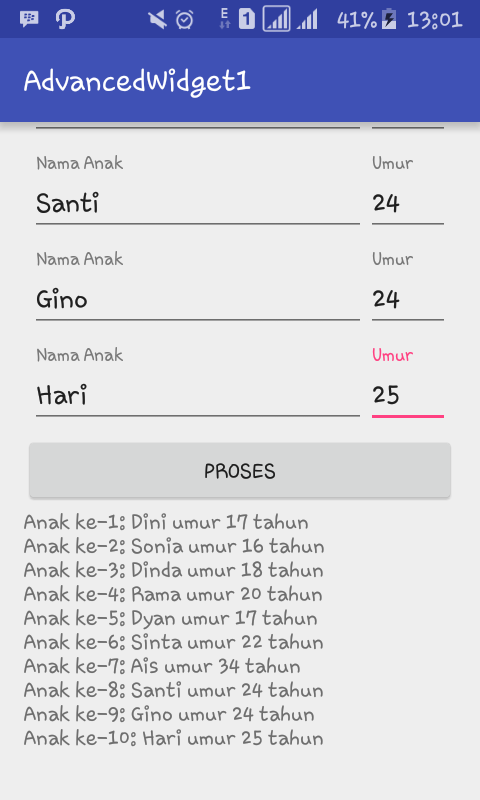 E 1 41% 13:01
AdvancedWidget1
Nama Anak Umur
Santi 24
Nama Anak Umur
Gino 24
Nama Anak Umur
Hari 25
PROSES
Anak ke-1: Dini umur 17 tahun
Anak ke-2: Sonia umur 16 tahun
Anak ke-3: Dinda umur 18 tahun
Anak ke-4: Rama umur 20 tahun
Anak ke-5: Dyan umur 17 tahun
Anak ke-6: Sinta umur 22 tahun
Anak ke-7: Ais umur 34 tahun
Anak ke-8: Santi umur 24 tahun
Anak ke-9: Gino umur 24 tahun
Anak ke-10: Hari umur 25 tahun